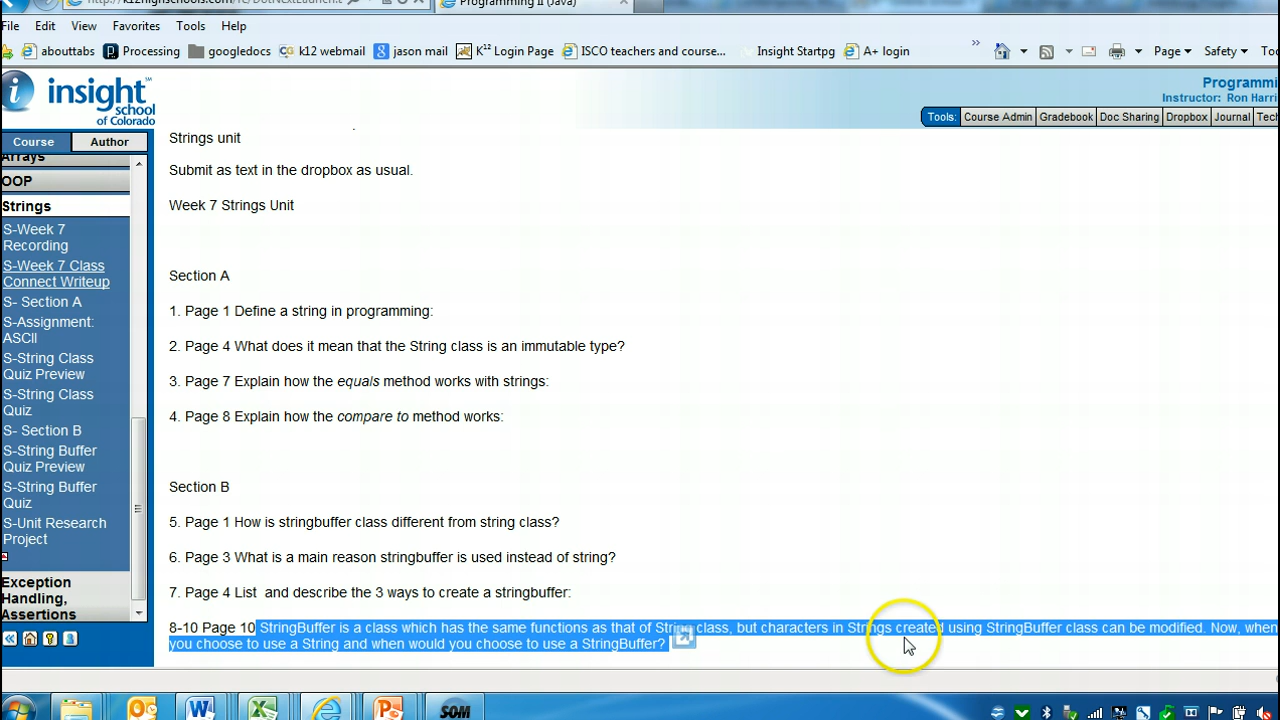 http://k12highschools.com/re/DotNextLaunch.t
Programming II (Java)
File Edit View Favorites Tools Help
abouttabs Processing googledocs k12 webmail jason mail K¹² Login Page ISCO teachers and course... Insight Startpg A+ login » Page Safety
insight
school
of Colorado
Programmi
Instructor: Ron Harri
Tools: Course Admin Gradebook Doc Sharing Dropbox Journal Tech
Course Author
Arrays
OOP
Strings
S-Week 7
Recording
S-Week 7 Class
Connect Writeup
S- Section A
S-Assignment:
ASCII
S-String Class
Quiz Preview
S-String Class
Quiz
S- Section B
S-String Buffer
Quiz Preview
S-String Buffer
Quiz
S-Unit Research
Project
Exception
Handling,
Assertions
Strings unit
Submit as text in the dropbox as usual.
Week 7 Strings Unit
Section A
1. Page 1 Define a string in programming:
2. Page 4 What does it mean that the String class is an immutable type?
3. Page 7 Explain how the equals method works with strings:
4. Page 8 Explain how the compare to method works:
Section B
5. Page 1 How is stringbuffer class different from string class?
6. Page 3 What is a main reason stringbuffer is used instead of string?
7. Page 4 List and describe the 3 ways to create a stringbuffer:
8-10 Page 10 StringBuffer is a class which has the same functions as that of String class, but characters in Strings created using StringBuffer class can be modified. Now, when
you choose to use a String and when would you choose to use a StringBuffer?
SOM